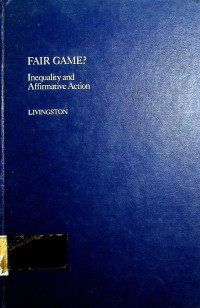 FAIR GAME?
Inequality and
Affirmative Action
LIVINGSTON